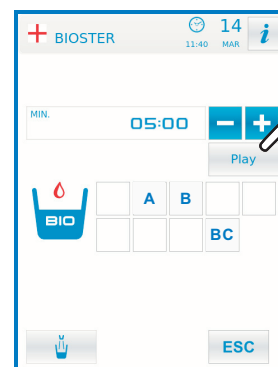 BIOSTER
14
11:40 MAR
i
MIN.
05:00
− +
Play
A B
BIO
BC
ESC